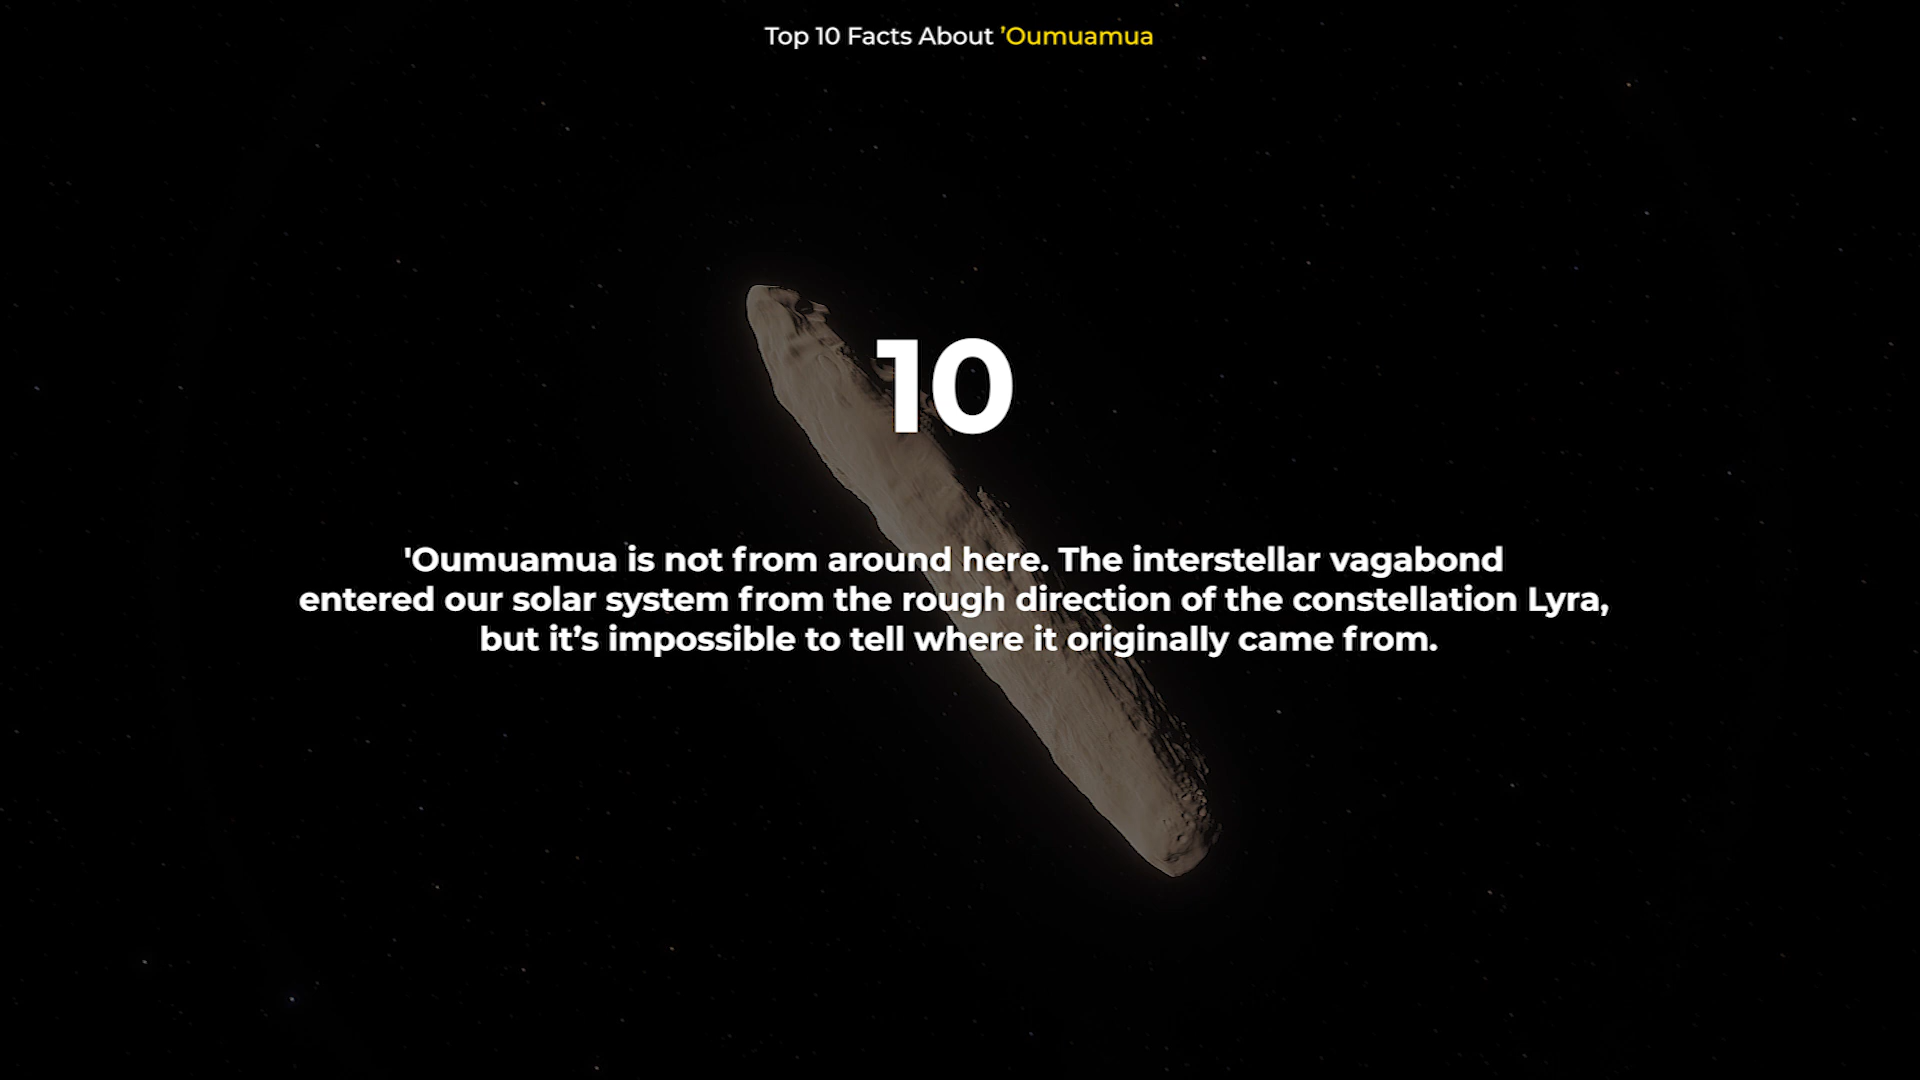 Top 10 Facts About ’Oumuamua
10
'Oumuamua is not from around here. The interstellar vagabond
entered our solar system from the rough direction of the constellation Lyra,
but it’s impossible to tell where it originally came from.